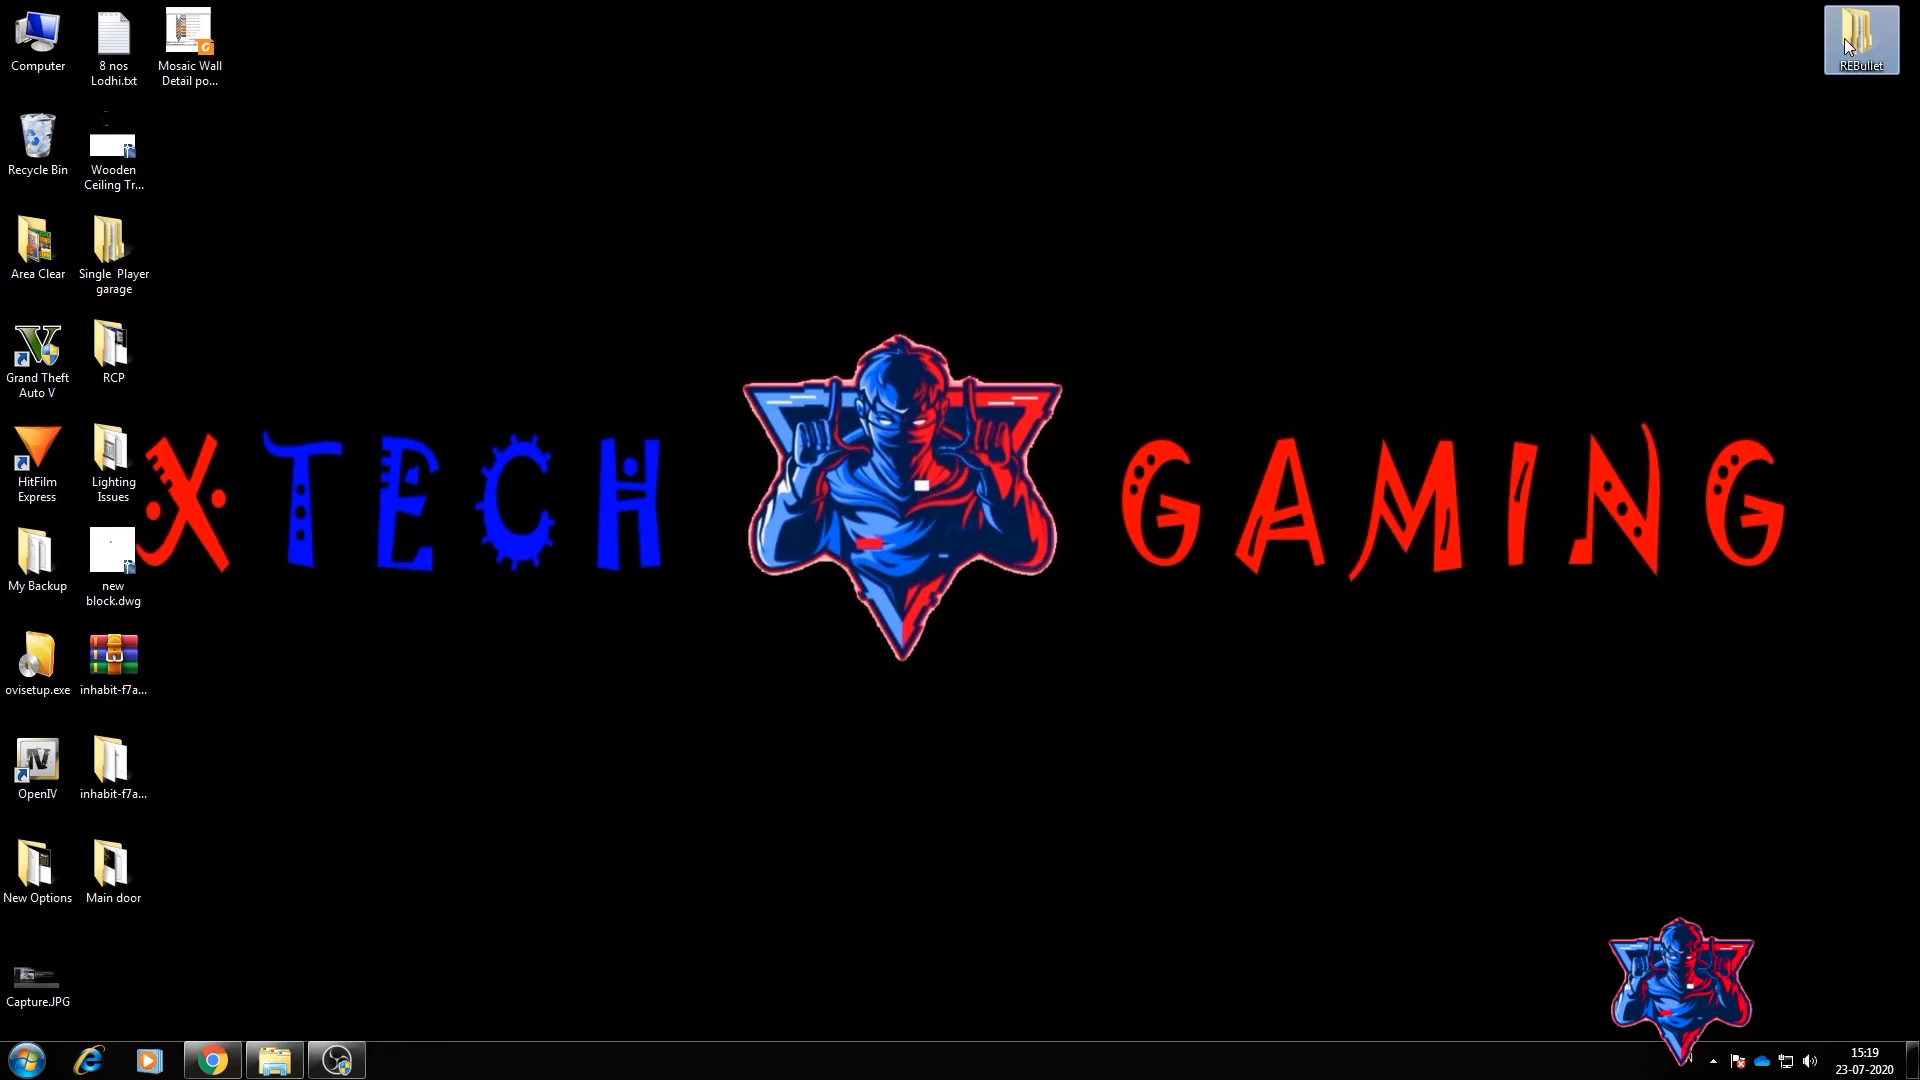 Computer
8 nos
Lodhi.txt
Mosaic Wall
Detail po...
REBullet
Recycle Bin
Wooden
Ceiling Tr...
Area Clear
Single Player
garage
Grand Theft
Auto V
RCP
HitFilm
Express
Lighting
Issues
XTECH GAMING
My Backup
new
block.dwg
ovisetup.exe
inhabit-f7a...
OpenIV
inhabit-f7a...
New Options
Main door
Capture.JPG
15:19
23-07-2020